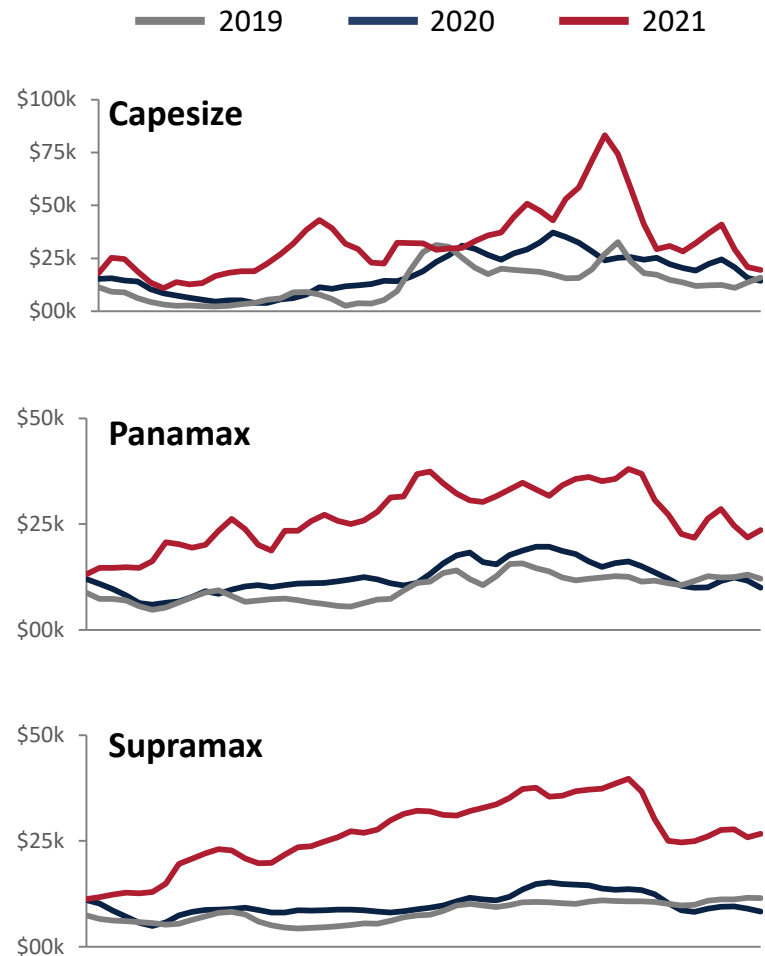 2019 2020 2021
Capesize
$100k
$75k
$50k
$25k
$00k
Panamax
$50k
$25k
$00k
Supramax
$50k
$25k
$00k